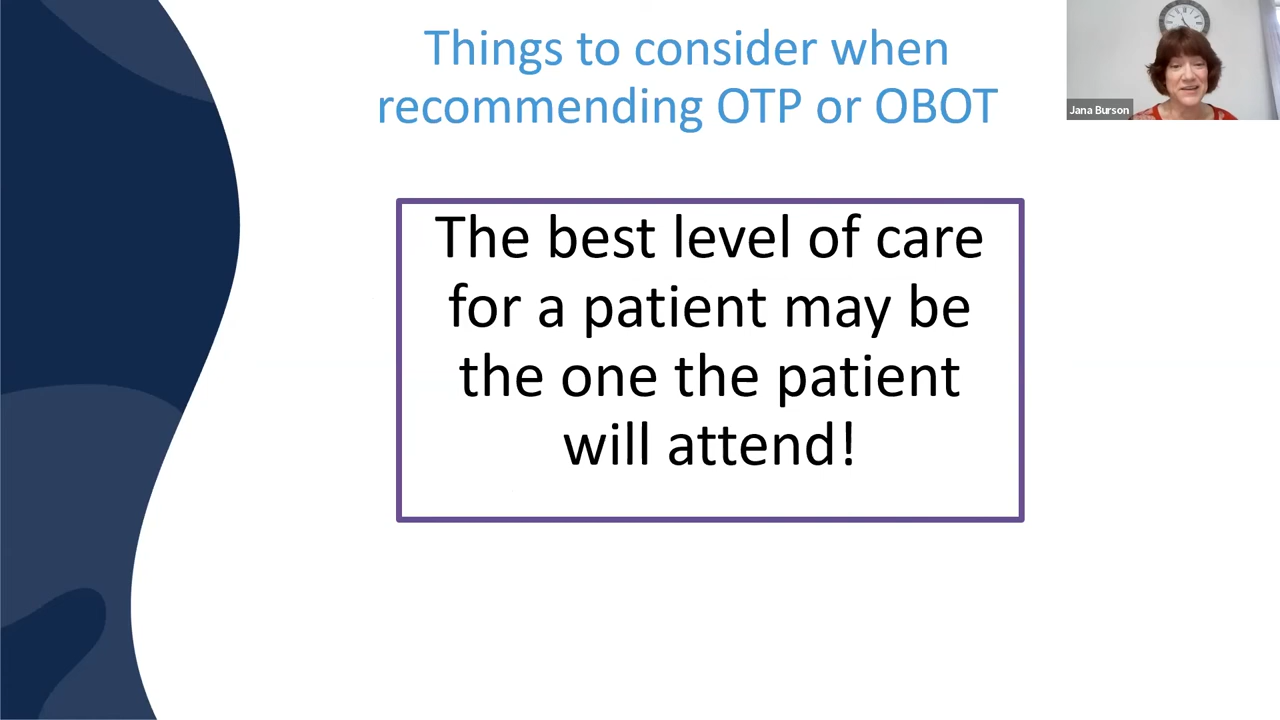 Things to consider when
recommending OTP or OBOT
Jana Burson
The best level of care
for a patient may be
the one the patient
will attend!